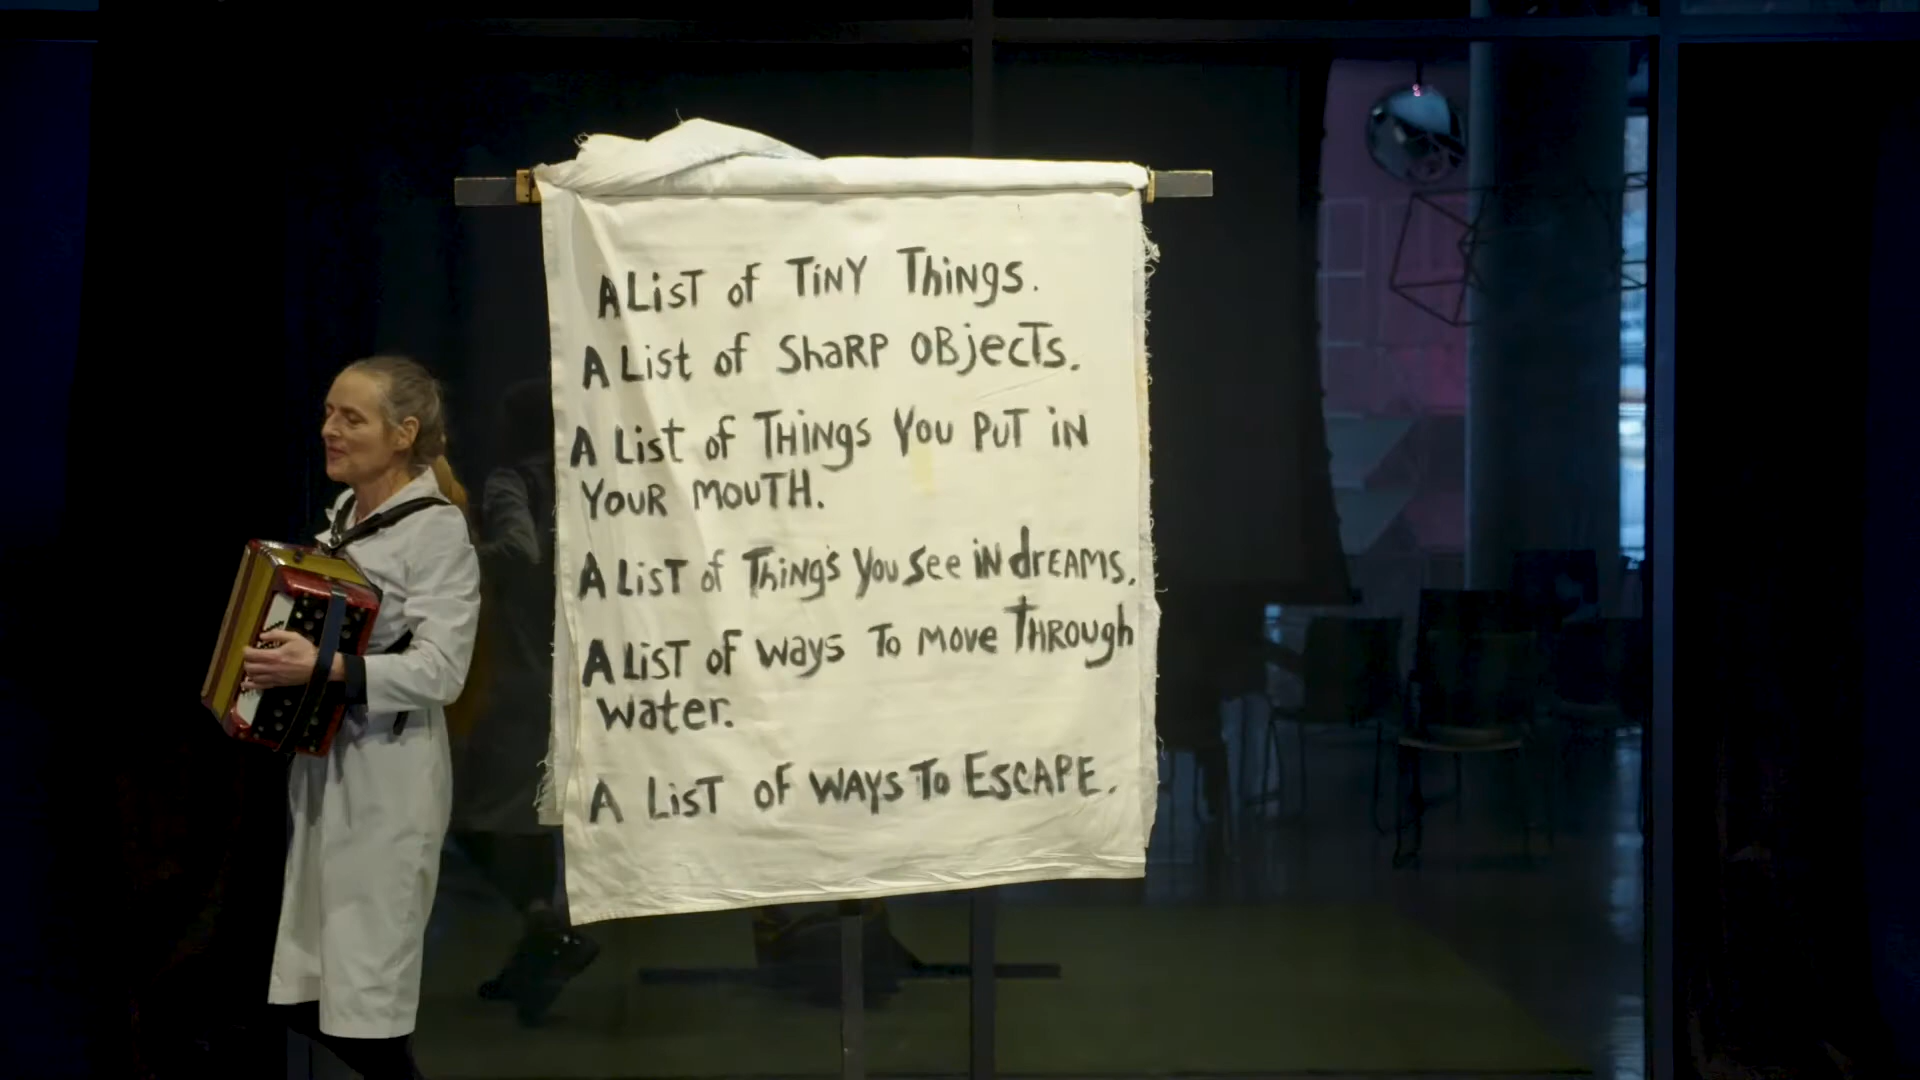 A LisT of TiNY Things.
A List of ShaRP OBjecTs.
A List of THiNgs You PUT iN
YouR MouTH.
A LisT of Things You See iN dreAMs.
A LisT OF ways To Move THROugh
Water.
A LisT OF WAYs To EscAPE.